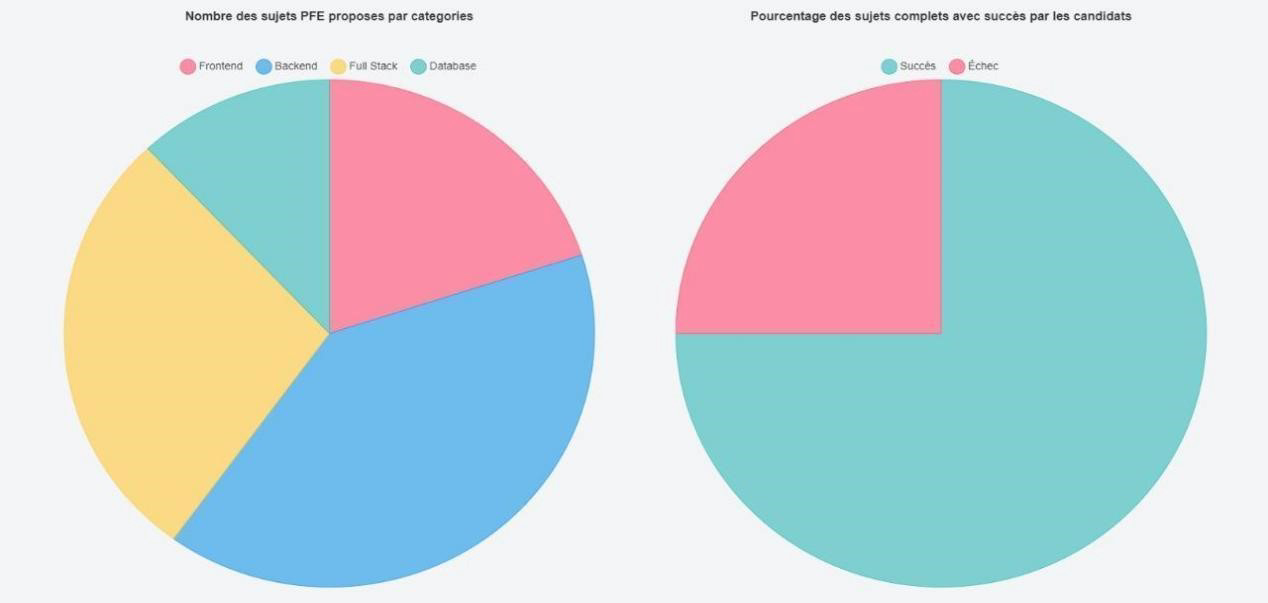 Nombre des sujets PFE proposes par categories
Frontend Backend Full Stack Database
Pourcentage des sujets complets avec succès par les candidats
Succès Échec